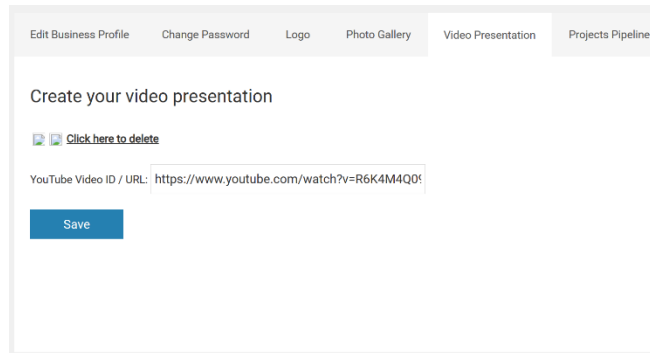 Edit Business Profile Change Password Logo Photo Gallery Video Presentation Projects Pipeline
Create your video presentation
Click here to delete
YouTube Video ID / URL: https://www.youtube.com/watch?v=R6K4M4Q09
Save